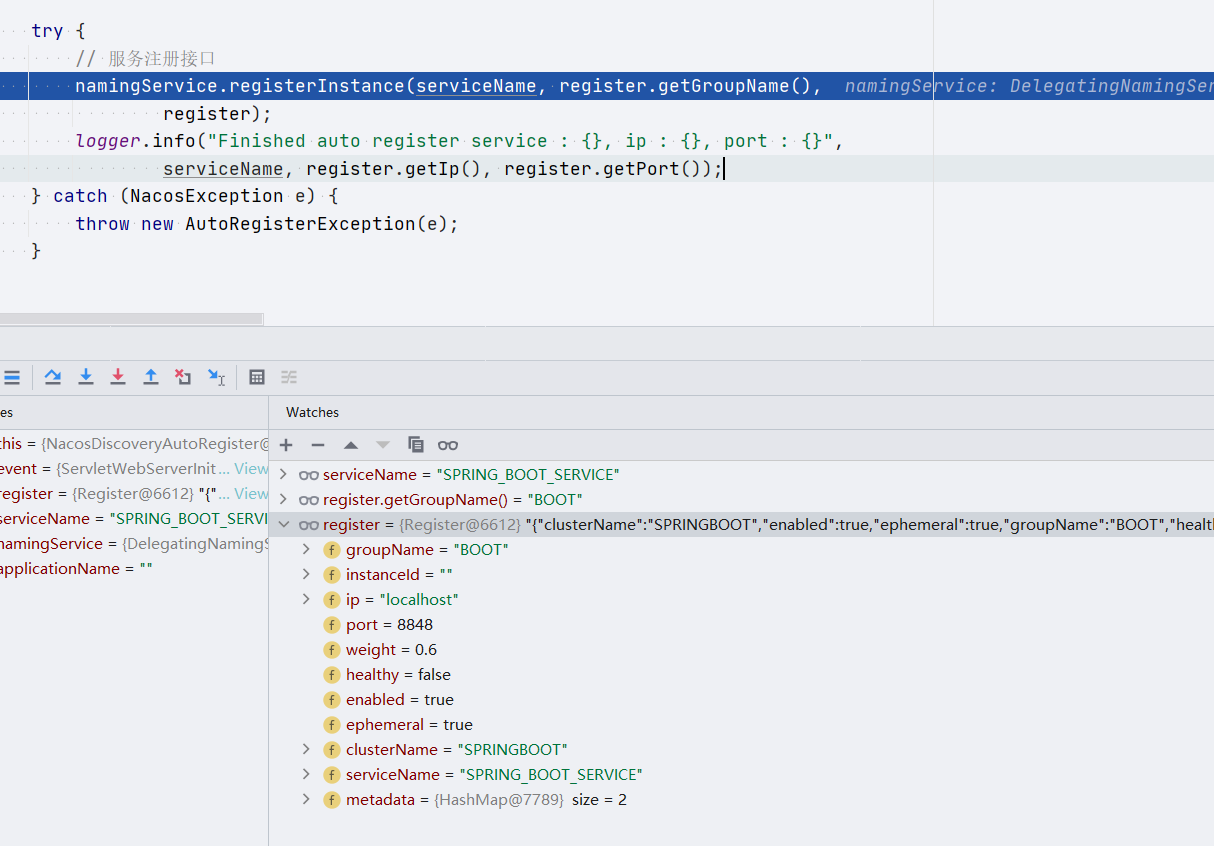 try {
// 服务注册接口
namingService.registerInstance(serviceName, register.getGroupName(), namingService: DelegatingNamingSer
register);
logger.info("Finished auto register service : {}, ip : {}, port : {}",
serviceName, register.getIp(), register.getPort());
} catch (NacosException e) {
throw new AutoRegisterException(e);
}
es
this = {NacosDiscoveryAutoRegister@
event = {ServletWebServerInit... View
register = {Register@6612} "{"... View
serviceName = "SPRING_BOOT_SERVI
namingService = {DelegatingNamingS
applicationName = ""
Watches
serviceName = "SPRING_BOOT_SERVICE"
register.getGroupName() = "BOOT"
register = {Register@6612} "{"clusterName":"SPRINGBOOT","enabled":true,"ephemeral":true,"groupName":"BOOT","healt
groupName = "BOOT"
instanceId = ""
ip = "localhost"
port = 8848
weight = 0.6
healthy = false
enabled = true
ephemeral = true
clusterName = "SPRINGBOOT"
serviceName = "SPRING_BOOT_SERVICE"
metadata = {HashMap@7789} size = 2